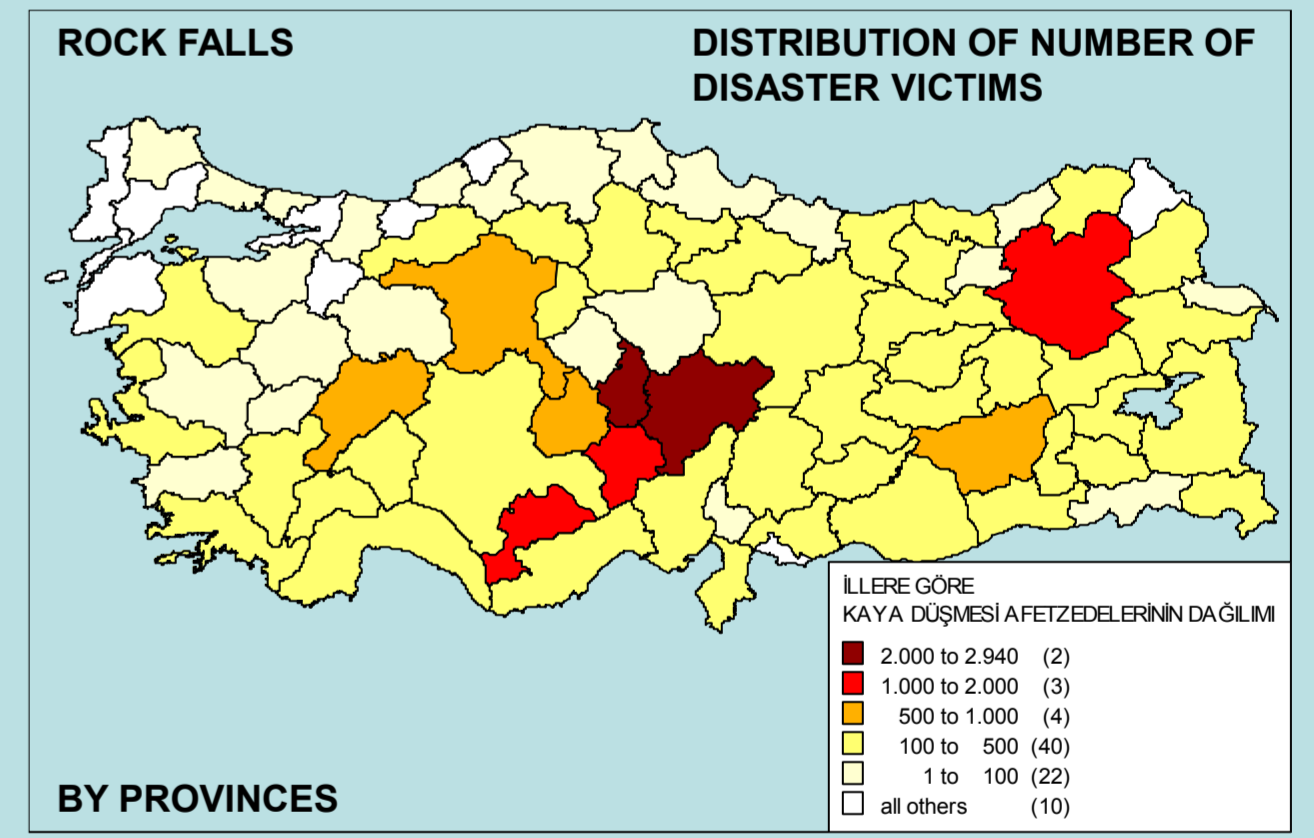 ROCK FALLS
DISTRIBUTION OF NUMBER OF
DISASTER VICTIMS
İLLERE GÖRE
KAYA DÜŞMESİ AFETZEDELERİNİN DAĞILIMI
2.000 to 2.940 (2)
1.000 to 2.000 (3)
500 to 1.000 (4)
100 to 500 (40)
1 to 100 (22)
all others (10)
BY PROVINCES